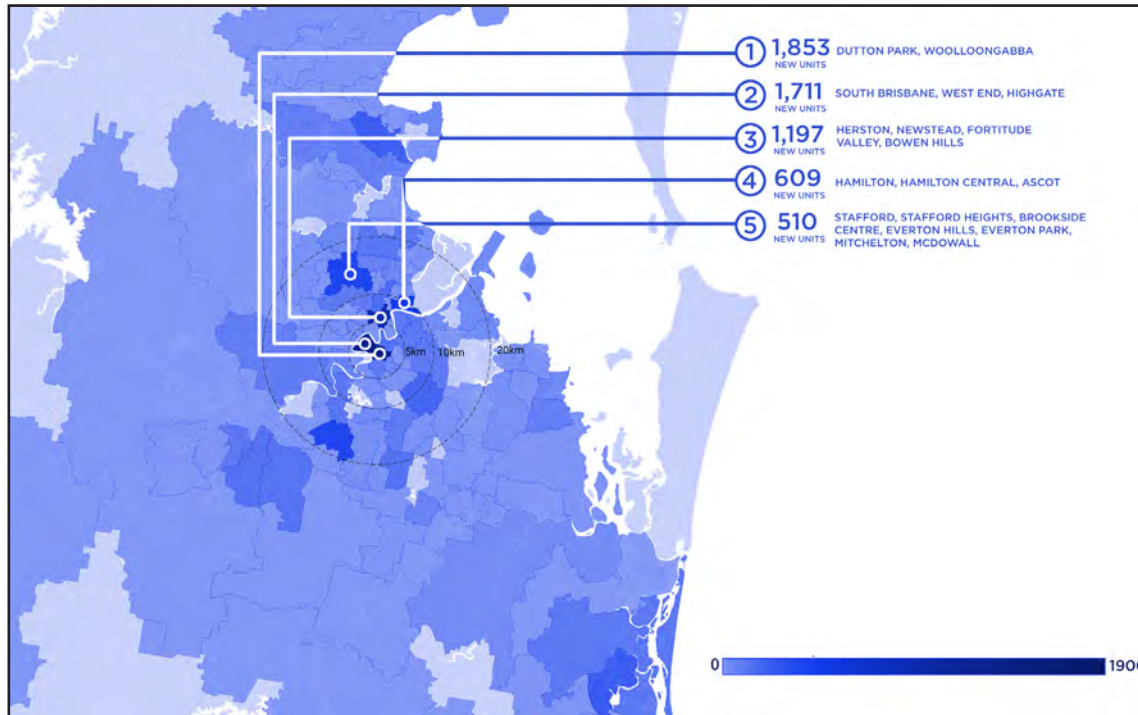 1 1,853 DUTTON PARK, WOOLLOONGABBA
NEW UNITS
2 1,711 SOUTH BRISBANE, WEST END, HIGHGATE
NEW UNITS
3 1,197 HERSTON, NEWSTEAD, FORTITUDE
NEW UNITS VALLEY, BOWEN HILLS
4 609 HAMILTON, HAMILTON CENTRAL, ASCOT
NEW UNITS
5 510 STAFFORD, STAFFORD HEIGHTS, BROOKSIDE
CENTRE, EVERTON HILLS, EVERTON PARK,
NEW UNITS MITCHELTON, MCDOWALL
5km 10km 20km
0 1900